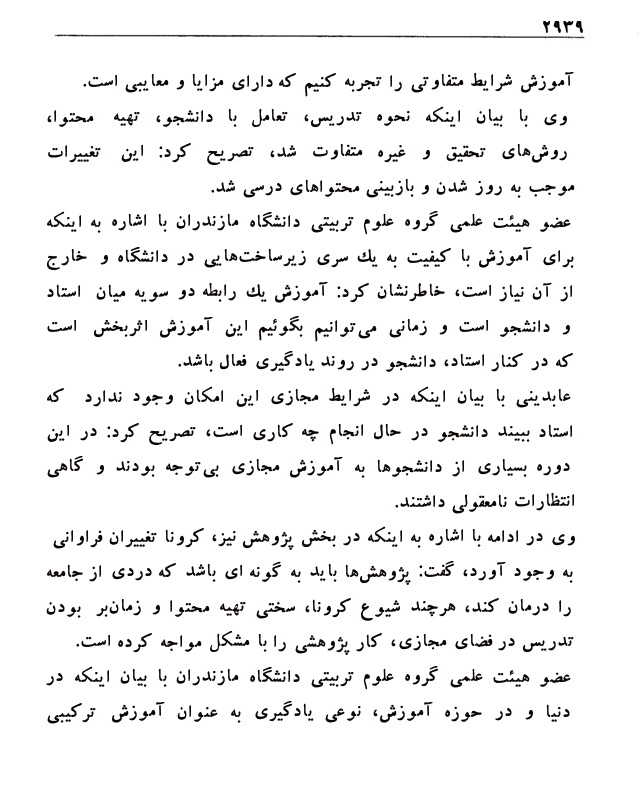 ۲۹۳۹
آموزش شرایط متفاوتی را تجربه کنیم که دارای مزایا و معایبی است.
وی با بیان اینکه نحوه تدریس، تعامل با دانشجو، تهیه محتوا،
روش‌های تحقیق و غیره متفاوت شد، تصریح کرد: این تغییرات
موجب به روز شدن و بازبینی محتواهای درسی شد.
عضو هیئت علمی گروه علوم تربیتی دانشگاه مازندران با اشاره به اینکه
برای آموزش با کیفیت به یك سری زیرساخت‌هایی در دانشگاه و خارج
از آن نیاز است، خاطرنشان کرد: آموزش یك رابطه دو سویه میان استاد
و دانشجو است و زمانی می‌توانیم بگوئیم این آموزش اثربخش است
که در کنار استاد، دانشجو در روند یادگیری فعال باشد.
عابدینی با بیان اینکه در شرایط مجازی این امکان وجود ندارد که
استاد ببیند دانشجو در حال انجام چه کاری است، تصریح کرد: در این
دوره بسیاری از دانشجوها به آموزش مجازی بی‌توجه بودند و گاهی
انتظارات نامعقولی داشتند.
وی در ادامه با اشاره به اینکه در بخش پژوهش نیز، کرونا تغییران فراوانی
به وجود آورد، گفت: پژوهش‌ها باید به گونه ای باشد که دردی از جامعه
را درمان کند، هرچند شیوع کرونا، سختی تهیه محتوا و زمان‌بر بودن
تدریس در فضای مجازی، کار پژوهشی را با مشکل مواجه کرده است.
عضو هیئت علمی گروه علوم تربیتی دانشگاه مازندران با بیان اینکه در
دنیا و در حوزه آموزش، نوعی یادگیری به عنوان آموزش ترکیبی